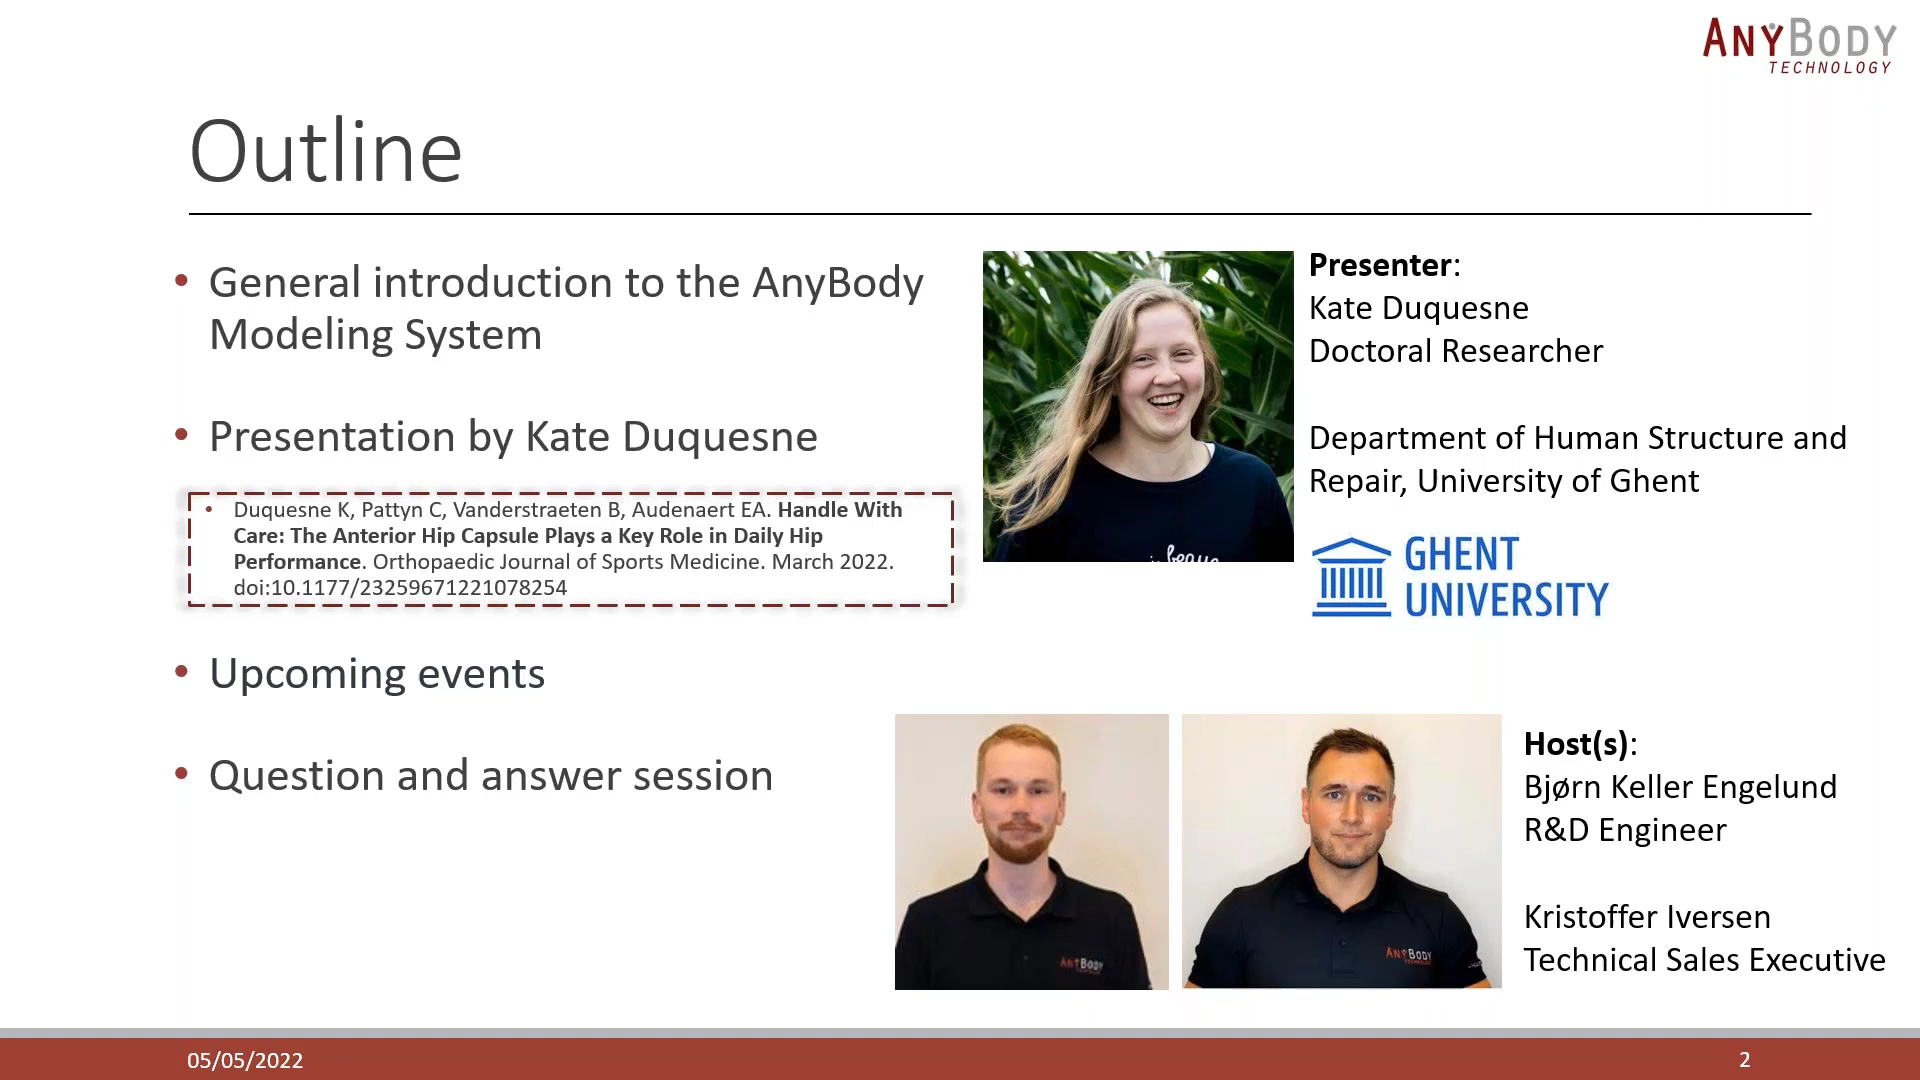 ANYBODY
TECHNOLOGY
Outline
• General introduction to the AnyBody
Modeling System
• Presentation by Kate Duquesne
• Duquesne K, Pattyn C, Vanderstraeten B, Audenaert EA. Handle With
Care: The Anterior Hip Capsule Plays a Key Role in Daily Hip
Performance. Orthopaedic Journal of Sports Medicine. March 2022.
doi:10.1177/23259671221078254
• Upcoming events
• Question and answer session
Presenter:
Kate Duquesne
Doctoral Researcher
Department of Human Structure and
Repair, University of Ghent
GHENT
UNIVERSITY
Host(s):
Bjørn Keller Engelund
R&D Engineer
Kristoffer Iversen
Technical Sales Executive
ANYBODY
ANYBODY
05/05/2022
2